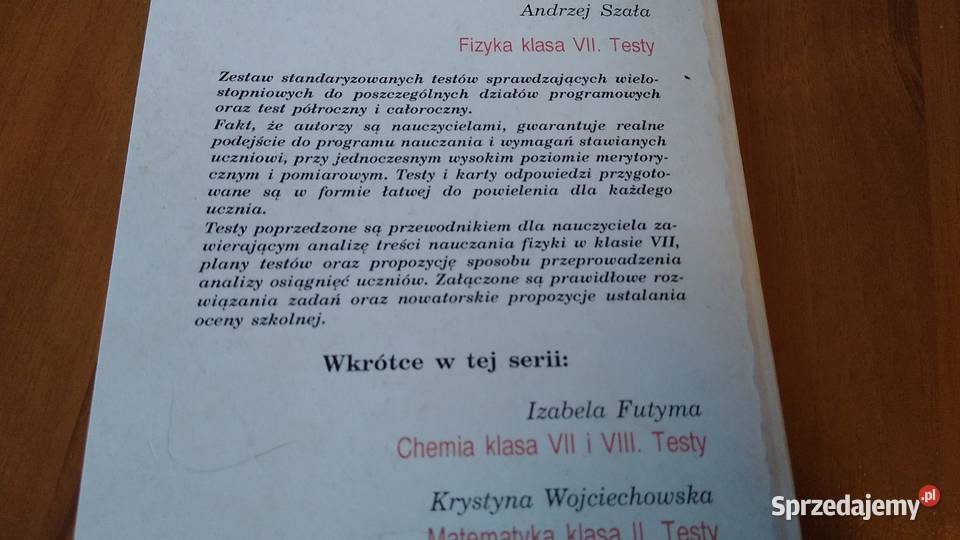 Andrzej Szała
Fizyka klasa VII. Testy
Zestaw standaryzowanych testów sprawdzających wielo-
stopniowych do poszczególnych działów programowych
oraz test półroczny i całoroczny.
Fakt, że autorzy są nauczycielami, gwarantuje realne
podejście do programu nauczania i wymagań stawianych
uczniowi, przy jednoczesnym wysokim poziomie merytory-
cznym i pomiarowym. Testy i karty odpowiedzi przygoto-
wane są w formie łatwej do powielenia dla każdego
ucznia.
Testy poprzedzone są przewodnikiem dla nauczyciela za-
wierającym analizę treści nauczania fizyki w klasie VII,
plany testów oraz propozycję sposobu przeprowadzenia
analizy osiągnięć uczniów. Załączone są prawidłowe roz-
wiązania zadań oraz nowatorskie propozycje ustalania
oceny szkolnej.
Wkrótce w tej serii:
Izabela Futyma
Chemia klasa VII i VIII. Testy
Krystyna Wojciechowska
Matematyka klasa II. Testy
Sprzedajemy.pl